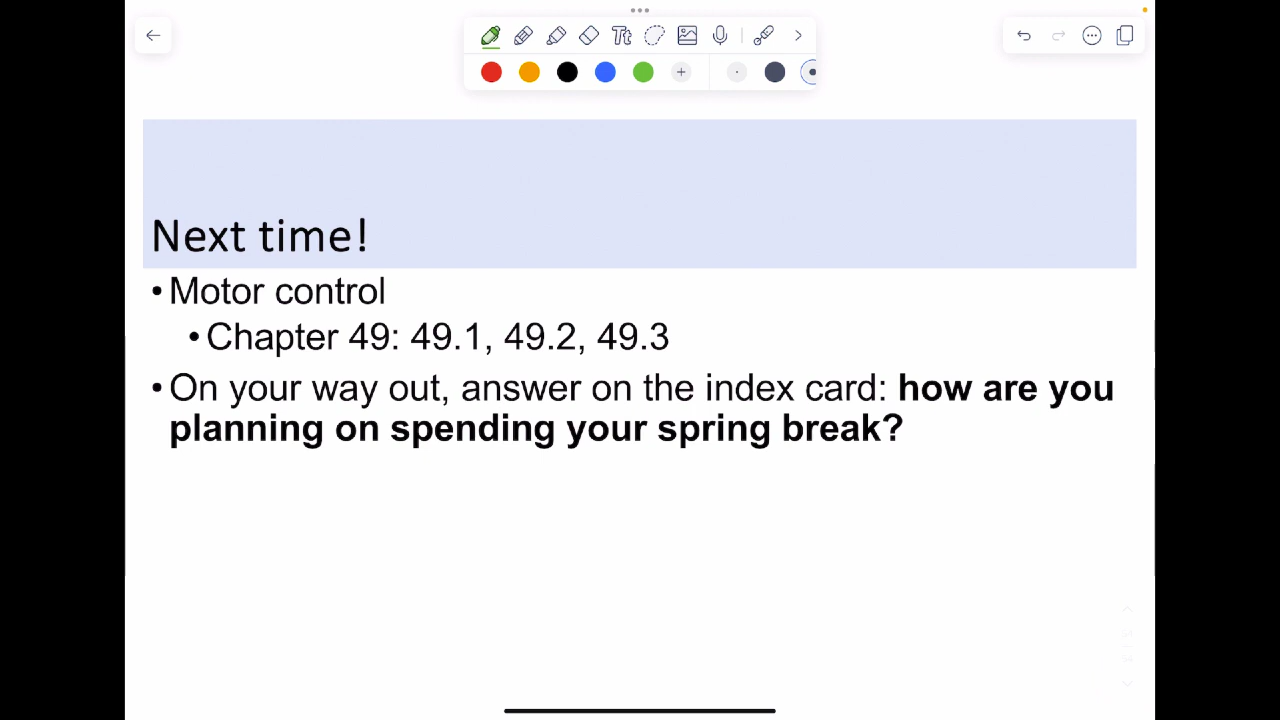 Tt
Next time!
• Motor control
• Chapter 49: 49.1, 49.2, 49.3
• On your way out, answer on the index card: how are you
planning on spending your spring break?